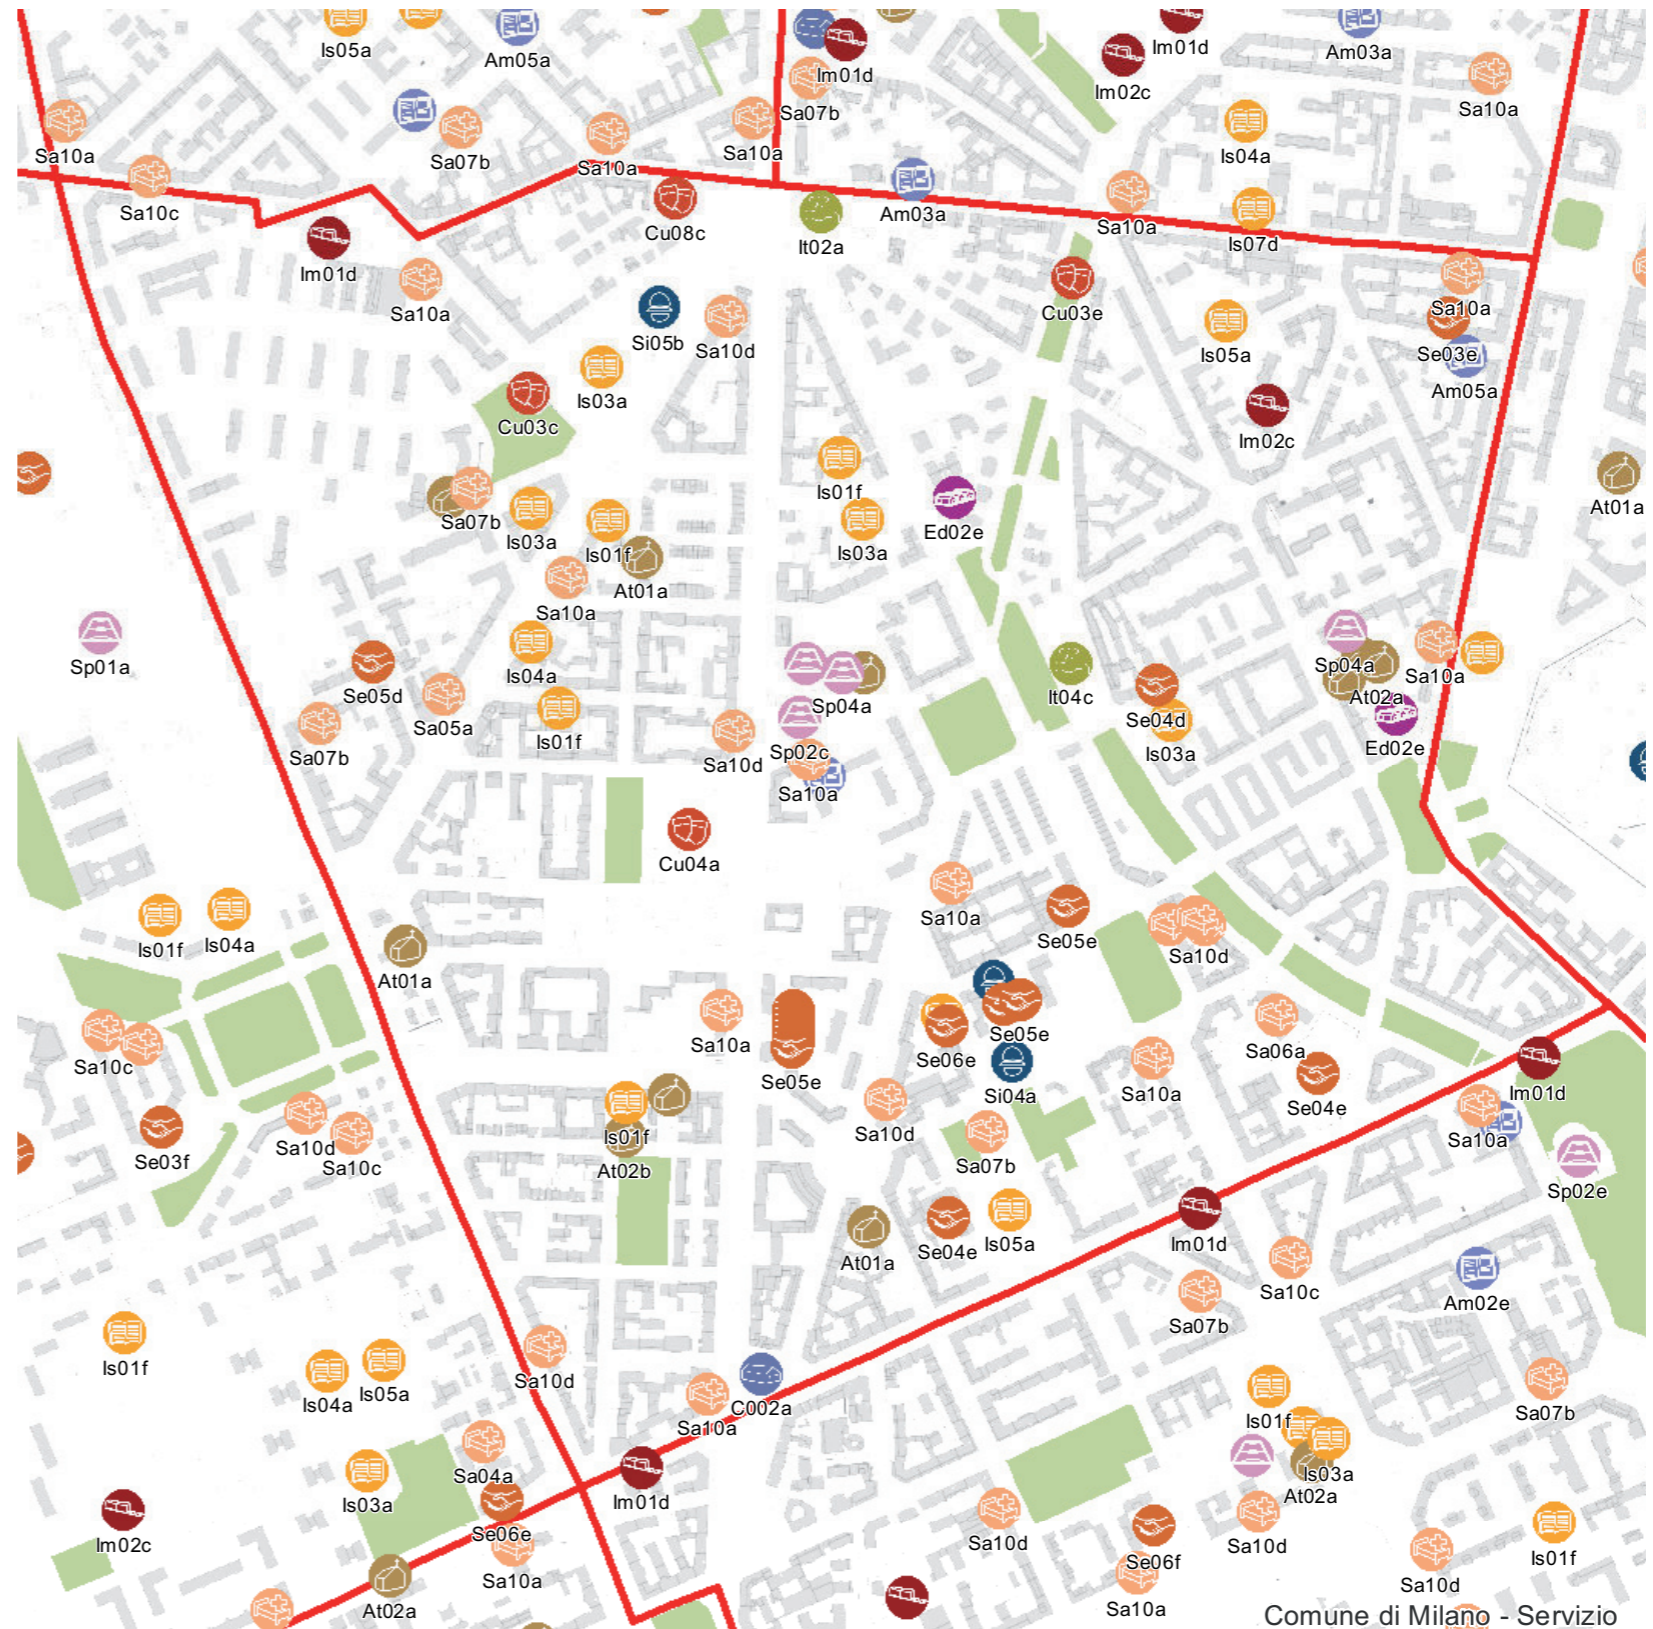 Is05a
Am05a
Im01d
Im01d
Am03a
Im02c
Sa10a
Sa07b
Sa10a
Sa07b
Sa10a
Sa10a
Is04a
Sa10c
Cu08c
Am03a
It02a
Sa10a
Is07d
Im01d
Sa10a
Si05b
Sa10d
Cu03e
Sa10a
Is05a
Se03e
Am05a
Is03a
Cu03c
Im02c
Is01f
At01a
Sa07b
Is03a
Is01f
Is03a
Ed02e
At01a
Sa10a
Sp01a
Is04a
Sp04a
Sa10a
Se05d
Sa05a
Sp04a
It04c
At02a
Se04d
Is01f
Sa07b
Sa10d
Sp02c
Is03a
Ed02e
Sa10a
Cu04a
Sa10a
Is01f
Is04a
Se05e
Sa10d
At01a
Se05e
Sa10a
Se06e
Sa06a
Sa10c
Se05e
Si04a
Sa10a
Im01d
Se04e
Sa10d
Is01f
Sa10d
Sa10a
Se03f
Sa10c
At02b
Sa07b
Sp02e
Se04e
Is05a
Im01d
At01a
Sa10c
Am02e
Sa07b
Is01f
Is05a
Is04a
Sa10d
C002a
Sa10a
Is01f
Sa07b
Sa04a
Is03a
Im01d
Is03a
At02a
Im02c
Se06e
Sa10d
Sa10d
Is01f
Se06f
Sa10a
Sa10d
At02a
Sa10a
Comune di Milano - Servizio